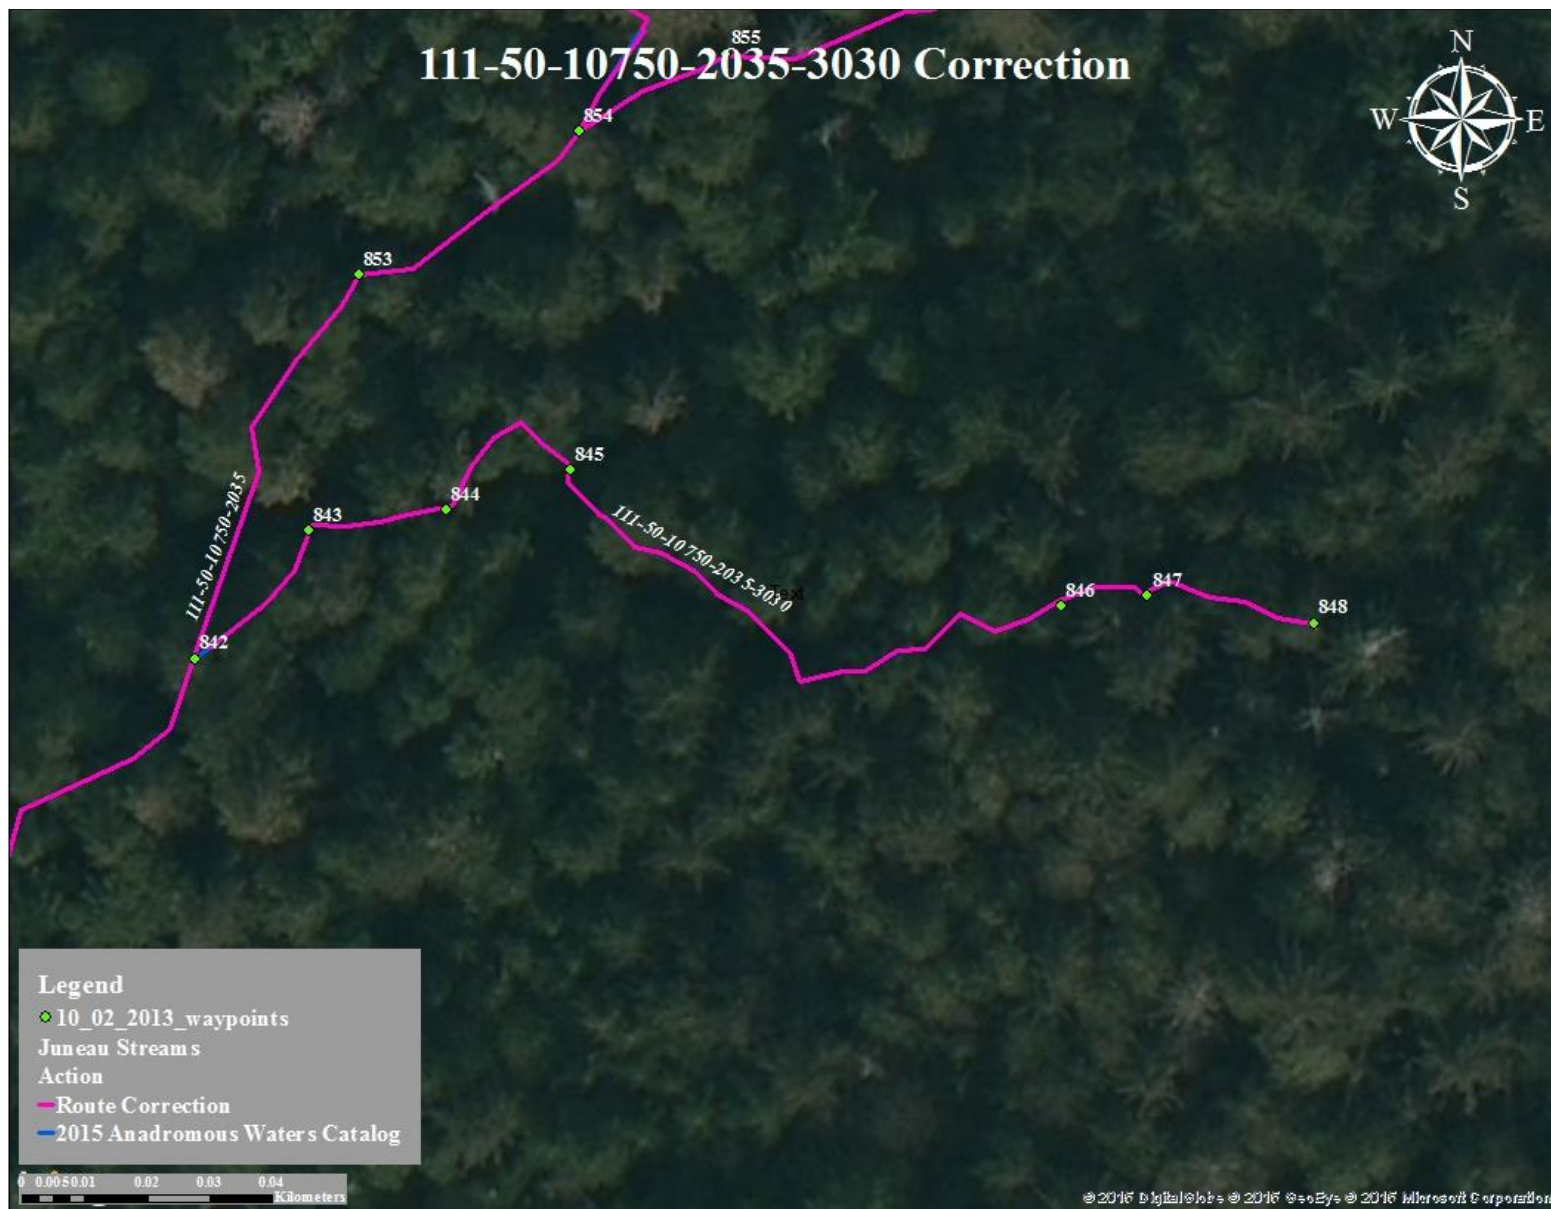 855
111-50-10750-2035-3030 Correction
N
W
E
S
854
853
845
844
843
111-50-10750-2035
111-50-10750-2035-3030
Text
846
847
848
842
Legend
10_02_2013_waypoints
Juneau Streams
Action
Route Correction
2015 Anadromous Waters Catalog
0 0.0050.01 0.02 0.03 0.04
Kilometers
© 2016 DigitalGlobe © 2016 GeoEye © 2016 Microsoft Corporation